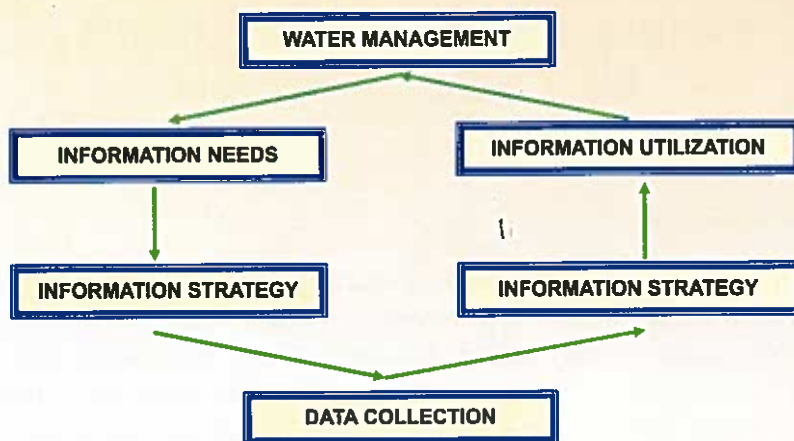 WATER MANAGEMENT
INFORMATION NEEDS
INFORMATION UTILIZATION
INFORMATION STRATEGY
INFORMATION STRATEGY
DATA COLLECTION